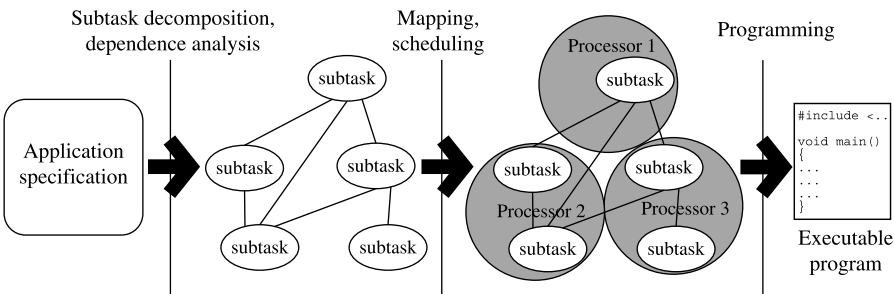 Subtask decomposition,
dependence analysis
Mapping,
scheduling
Programming
Application
specification
subtask
subtask
subtask
subtask
subtask
Processor 1
subtask
subtask
subtask
Processor 2
Processor 3
subtask
subtask
#include <..
void main()
{
...
...
...
}
Executable
program